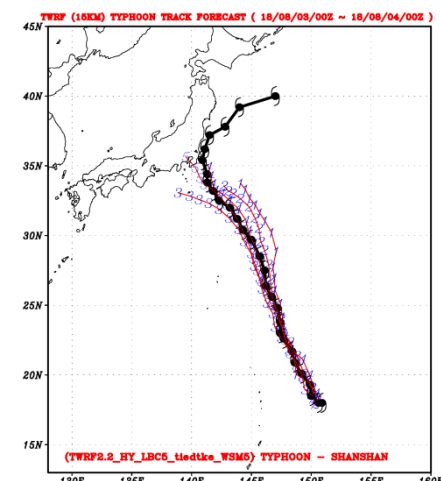 TWRF (15KM) TYPHOON TRACK FORECAST ( 18/08/03/00Z ~ 18/08/04/00Z )
45N
40N
35N
30N
25N
20N
15N
(TWRF2.2_HY_LBC5_tiedtke_WSM5) TYPHOON - SHANSHAN
130E 135E 140E 145E 150E 155E 160E